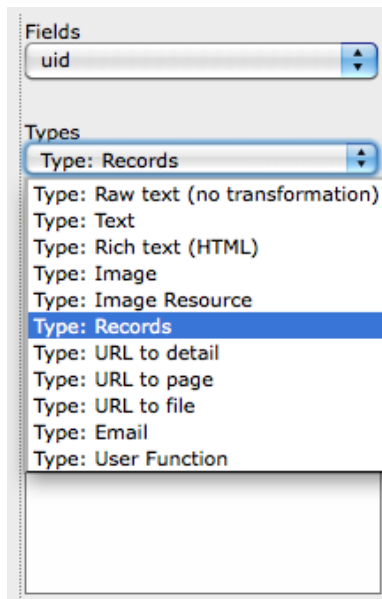 Fields
uid
Types
Type: Records
Type: Raw text (no transformation)
Type: Text
Type: Rich text (HTML)
Type: Image
Type: Image Resource
Type: Records
Type: URL to detail
Type: URL to page
Type: URL to file
Type: Email
Type: User Function